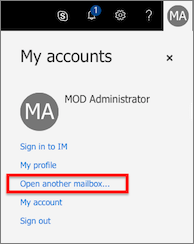 1
?
MA
My accounts
×
MA
MOD Administrator
Sign in to IM
My profile
Open another mailbox...
My account
Sign out